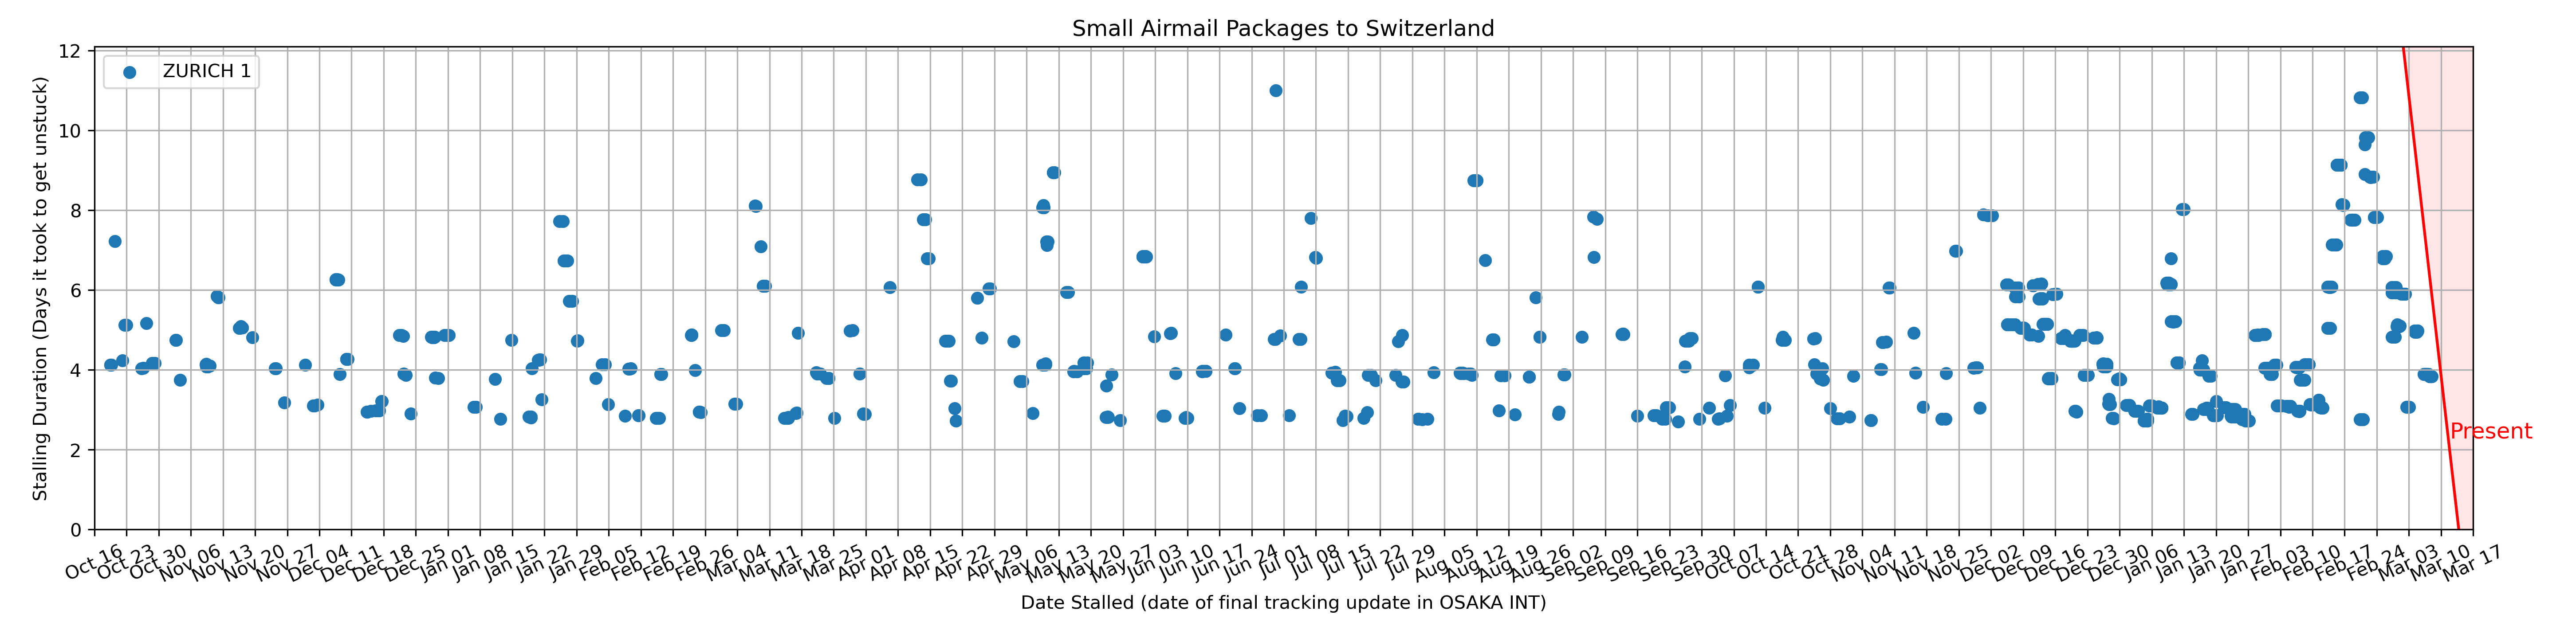 Small Airmail Packages to Switzerland
ZURICH 1
Stalling Duration (Days it took to get unstuck)
12
10
8
6
4
2
0
Present
Oct 16 Oct 23 Oct 30 Nov 06 Nov 13 Nov 20 Nov 27 Dec 04 Dec 11 Dec 18 Dec 25 Jan 01 Jan 08 Jan 15 Jan 22 Jan 29 Feb 05 Feb 12 Feb 19 Feb 26 Mar 04 Mar 11 Mar 18 Mar 25 Apr 01 Apr 08 Apr 15 Apr 22 Apr 29 May 06 May 13 May 20 May 27 Jun 03 Jun 10 Jun 17 Jun 24 Jul 01 Jul 08 Jul 15 Jul 22 Jul 29 Aug 05 Aug 12 Aug 19 Aug 26 Sep 02 Sep 09 Sep 16 Sep 23 Sep 30 Oct 07 Oct 14 Oct 21 Oct 28 Nov 04 Nov 11 Nov 18 Nov 25 Dec 02 Dec 09 Dec 16 Dec 23 Dec 30 Jan 06 Jan 13 Jan 20 Jan 27 Feb 03 Feb 10 Feb 17 Feb 24 Mar 03 Mar 10 Mar 17
Date Stalled (date of final tracking update in OSAKA INT)